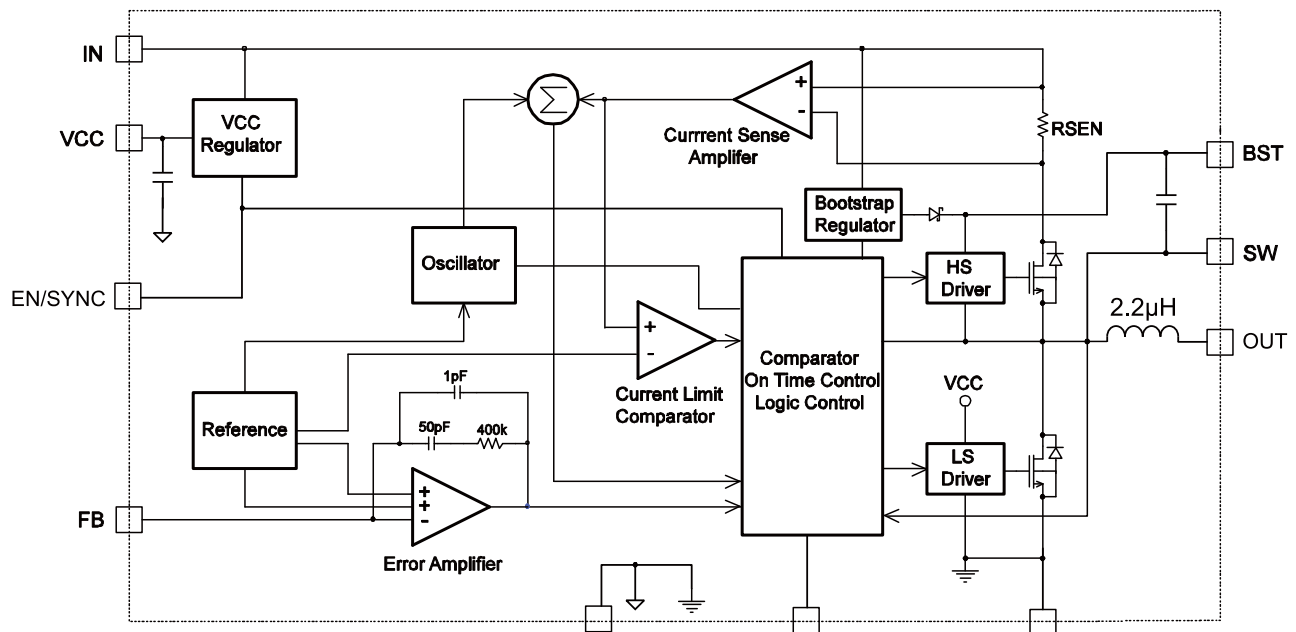 IN
VCC
Regulator
VCC
EN/SYNC
Σ
Currrent Sense
Amplifer
RSEN
BST
Bootstrap
Regulator
SW
Oscillator
HS
Driver
2.2µH
OUT
Current Limit
Comparator
Comparator
On Time Control
Logic Control
VCC
1pF
50pF
400k
Reference
LS
Driver
FB
Error Amplifier
+
-
+
-
+
+
-